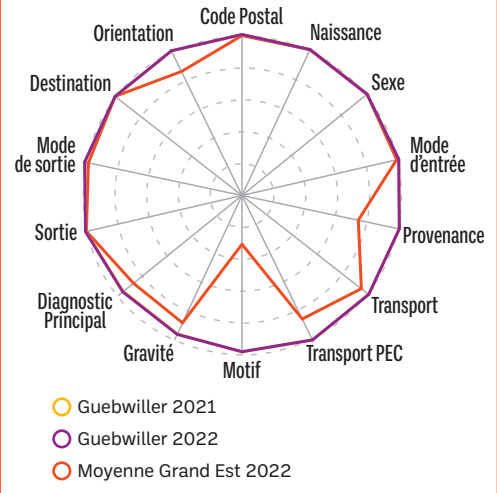 Code Postal
Naissance
Sexe
Mode
d'entrée
Provenance
Transport
Transport PEC
Motif
Gravité
Diagnostic
Principal
Sortie
Mode
de sortie
Destination
Orientation
Guebwiller 2021
Guebwiller 2022
Moyenne Grand Est 2022